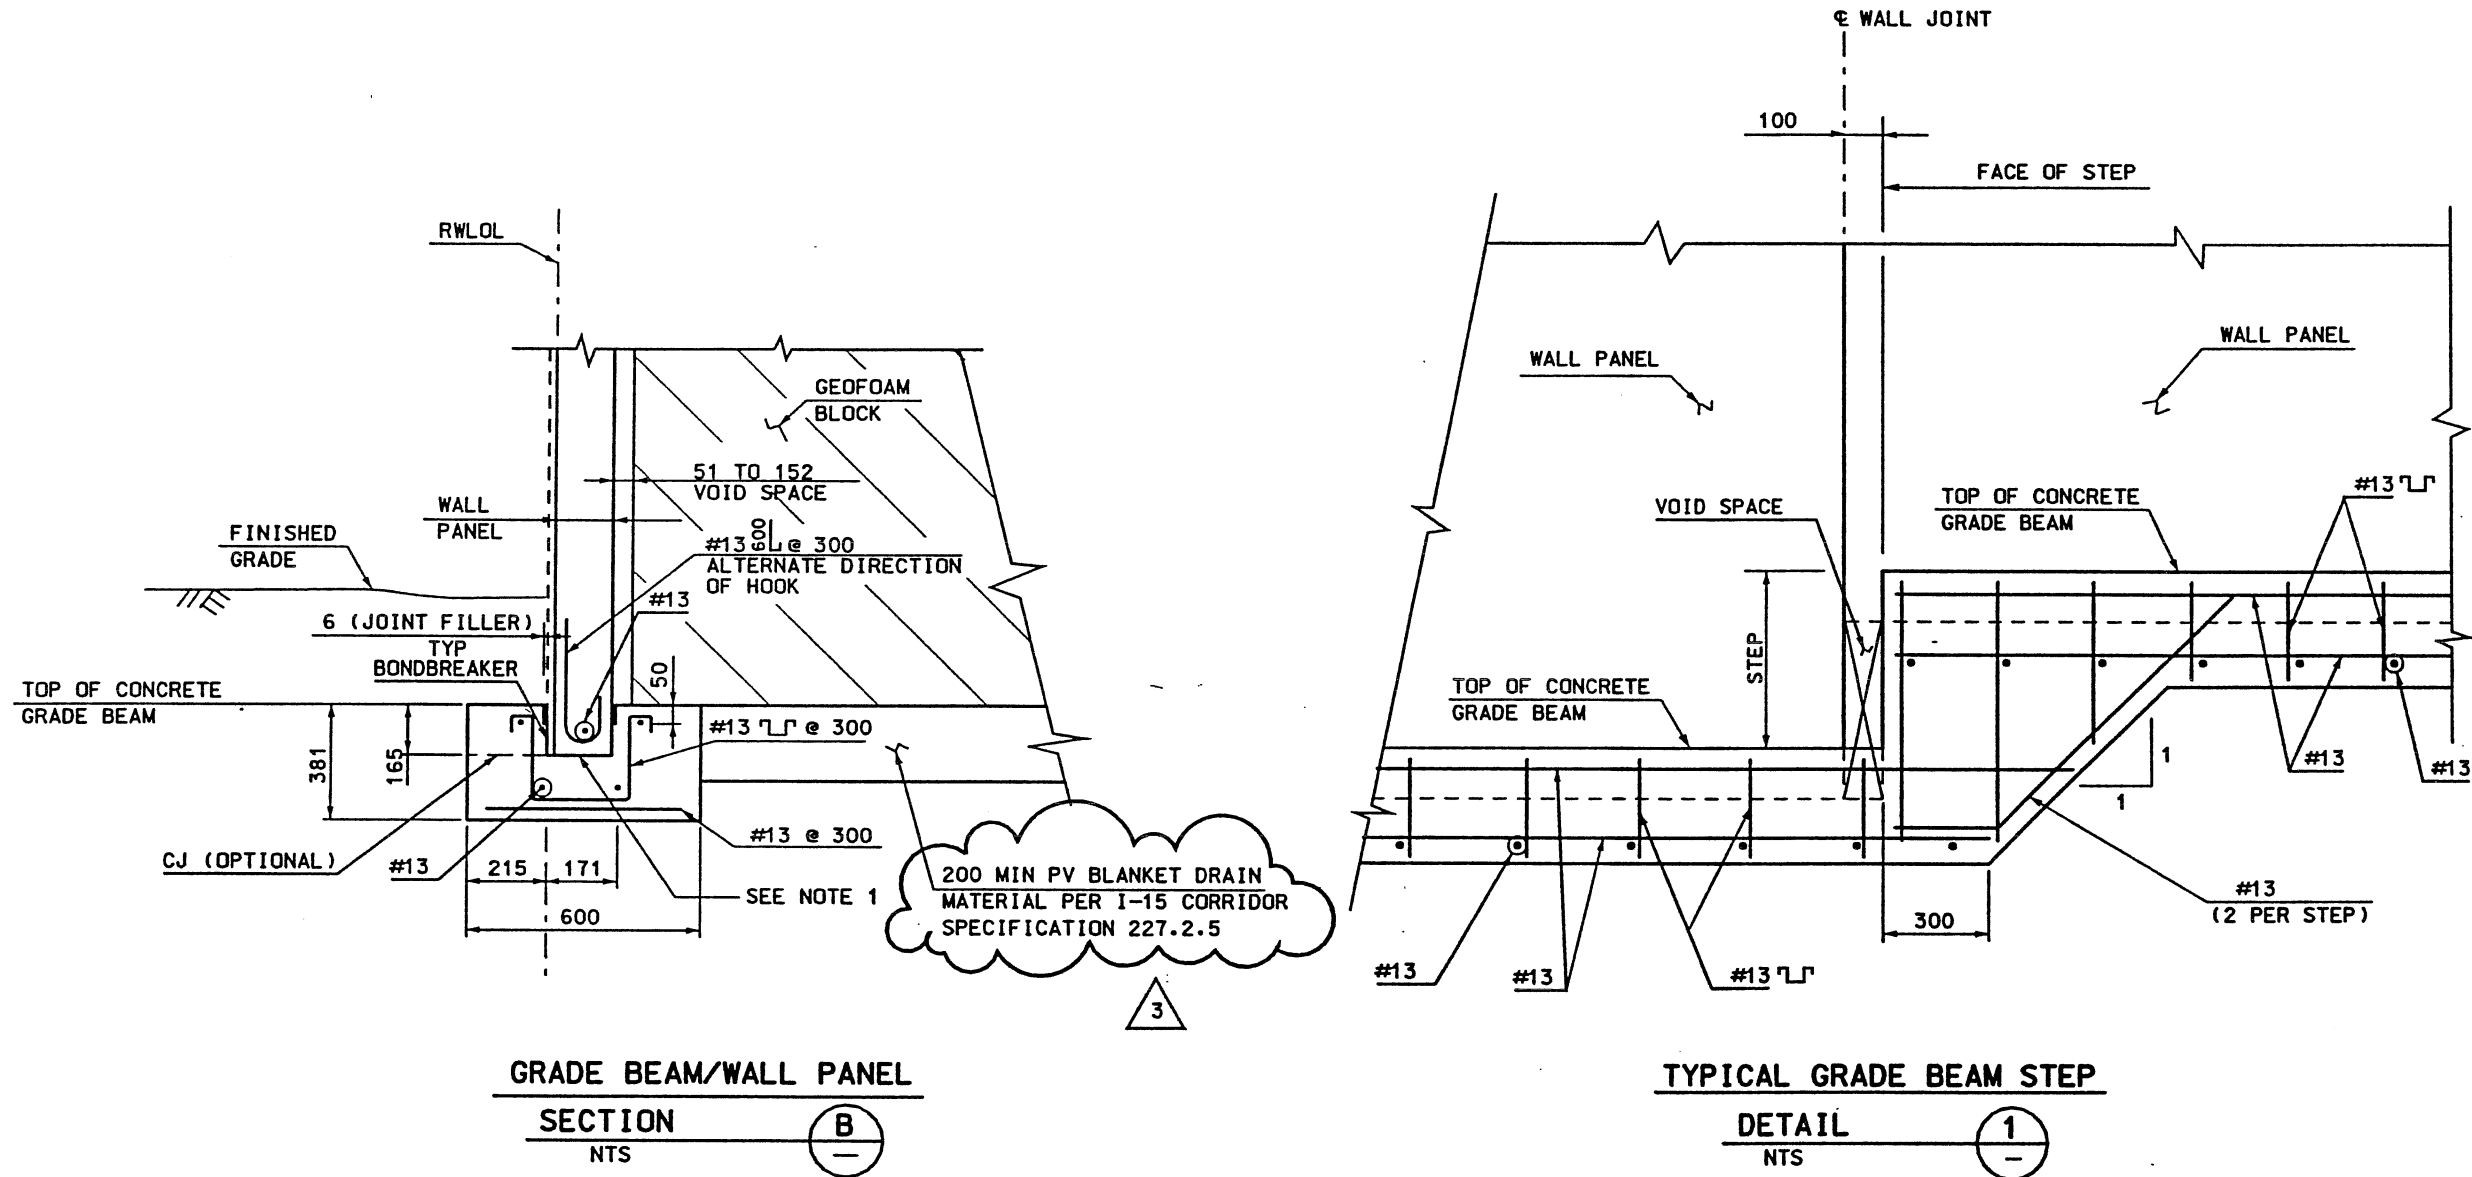 RWLOL
GEOFOAM
BLOCK
51 TO 152
VOID SPACE
WALL
PANEL
FINISHED
GRADE
#13 600 @ 300
ALTERNATE DIRECTION
OF HOOK
#13
6 (JOINT FILLER)
TYP
BONDBREAKER
50
TOP OF CONCRETE
GRADE BEAM
#13 @ 300
381
165
#13 @ 300
CJ (OPTIONAL)
#13
215
171
SEE NOTE 1
600
200 MIN PV BLANKET DRAIN
MATERIAL PER I-15 CORRIDOR
SPECIFICATION 227.2.5
3
GRADE BEAM/WALL PANEL
SECTION
B
NTS
℄ WALL JOINT
100
FACE OF STEP
WALL PANEL
WALL PANEL
VOID SPACE
TOP OF CONCRETE
GRADE BEAM
#13
STEP
TOP OF CONCRETE
GRADE BEAM
1
1
#13
#13
#13
(2 PER STEP)
300
#13
#13
#13
TYPICAL GRADE BEAM STEP
DETAIL
1
NTS